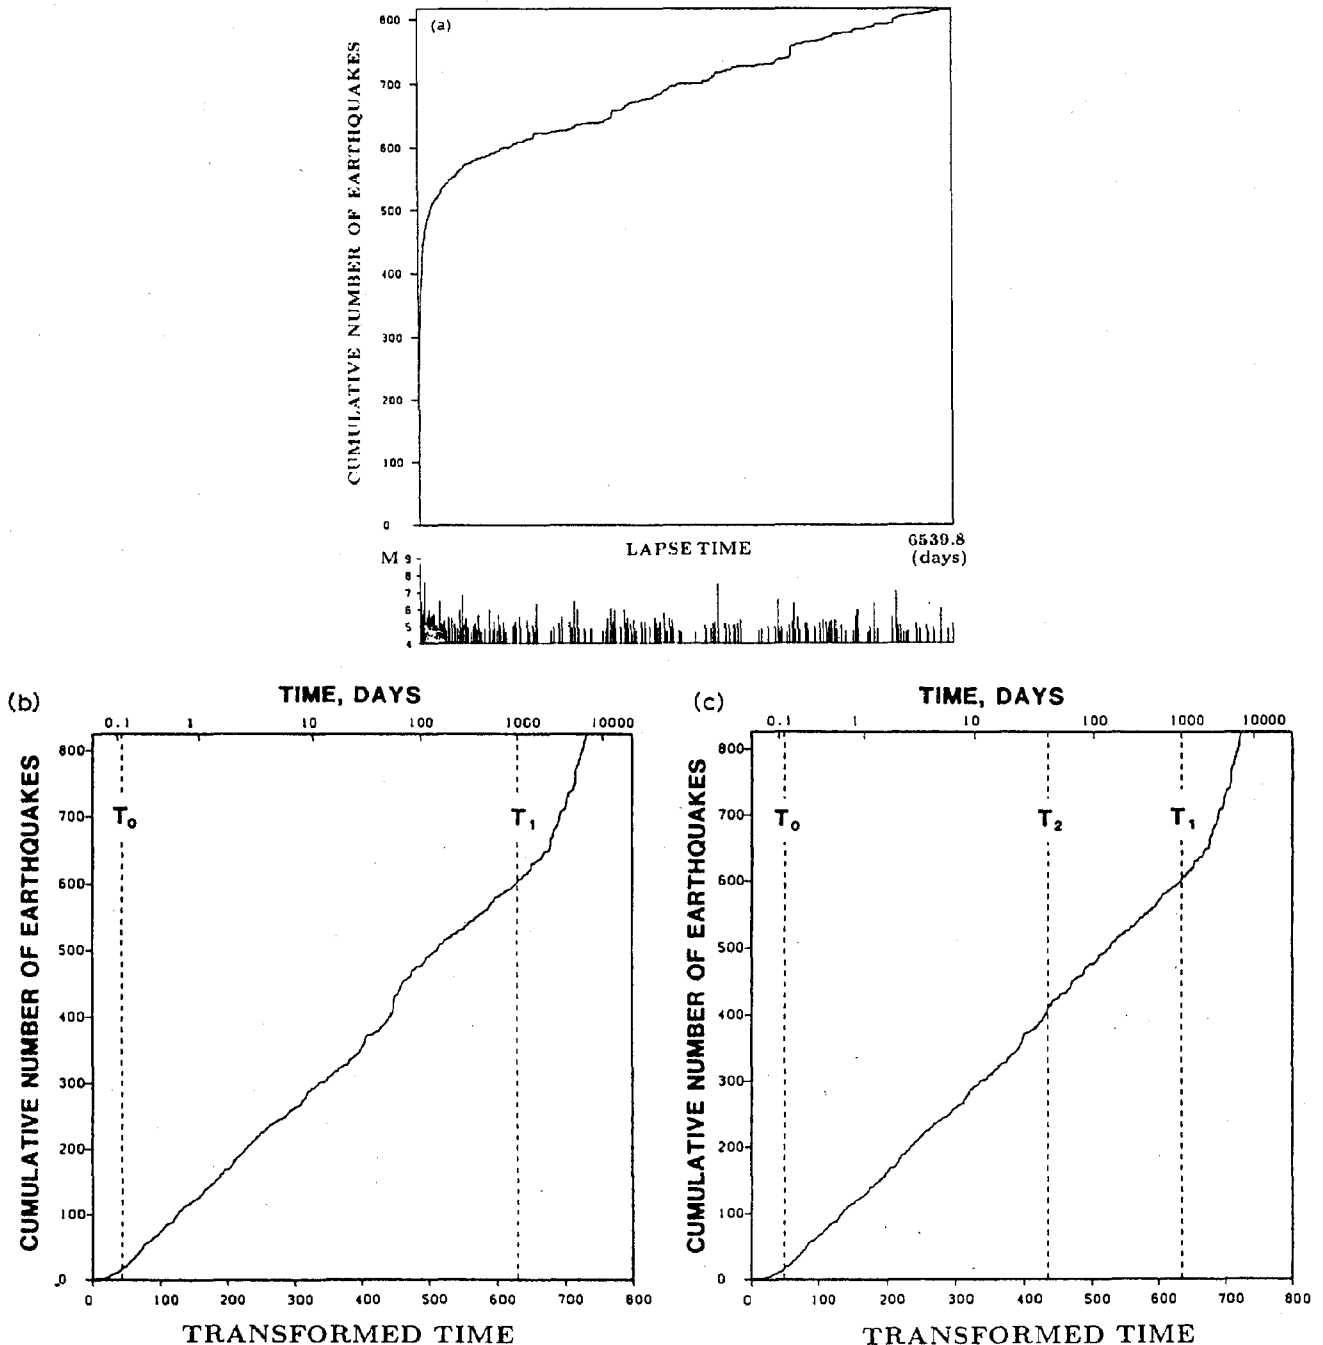 (a)
CUMULATIVE NUMBER OF EARTHQUAKES
800
700
600
500
400
300
200
100
0
LAPSE TIME
6539.8
(days)
M 9
8
7
6
5
4
(b)
TIME, DAYS
0.1 1 10 100 1000 10000
CUMULATIVE NUMBER OF EARTHQUAKES
800
700
600
500
400
300
200
100
0
T₀ T₁
0 100 200 300 400 500 600 700 800
TRANSFORMED TIME
(c)
TIME, DAYS
0.1 1 10 100 1000 10000
CUMULATIVE NUMBER OF EARTHQUAKES
800
700
600
500
400
300
200
100
0
T₀ T₂ T₁
0 100 200 300 400 500 600 700 800
TRANSFORMED TIME